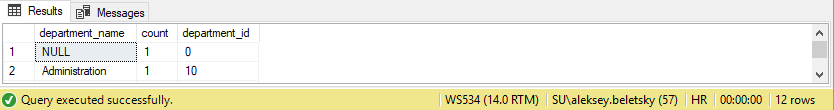 Results Messages
department_name count department_id
1 NULL 1 0
2 Administration 1 10
Query executed successfully. WS534 (14.0 RTM) SU\aleksey.beletsky (57) HR 00:00:00 12 rows